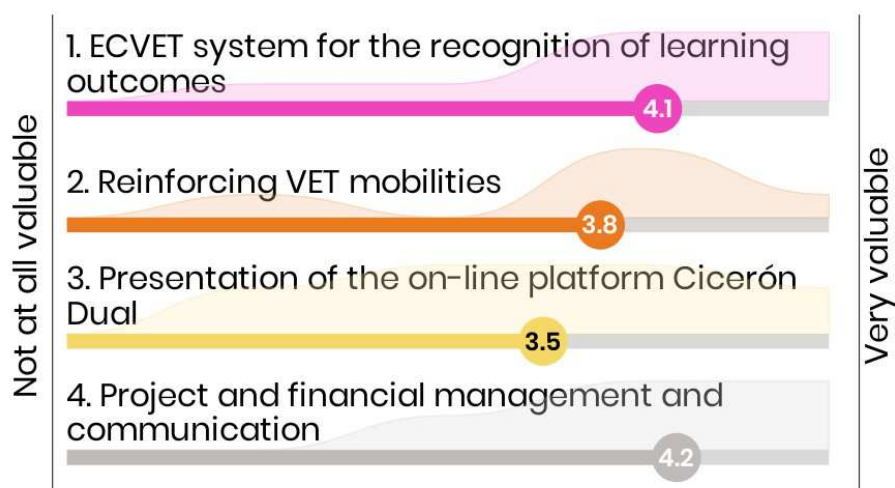 Not at all valuable
1. ECVET system for the recognition of learning
outcomes
4.1
2. Reinforcing VET mobilities
3.8
3. Presentation of the on-line platform Cicerón
Dual
3.5
4. Project and financial management and
communication
4.2
Very valuable